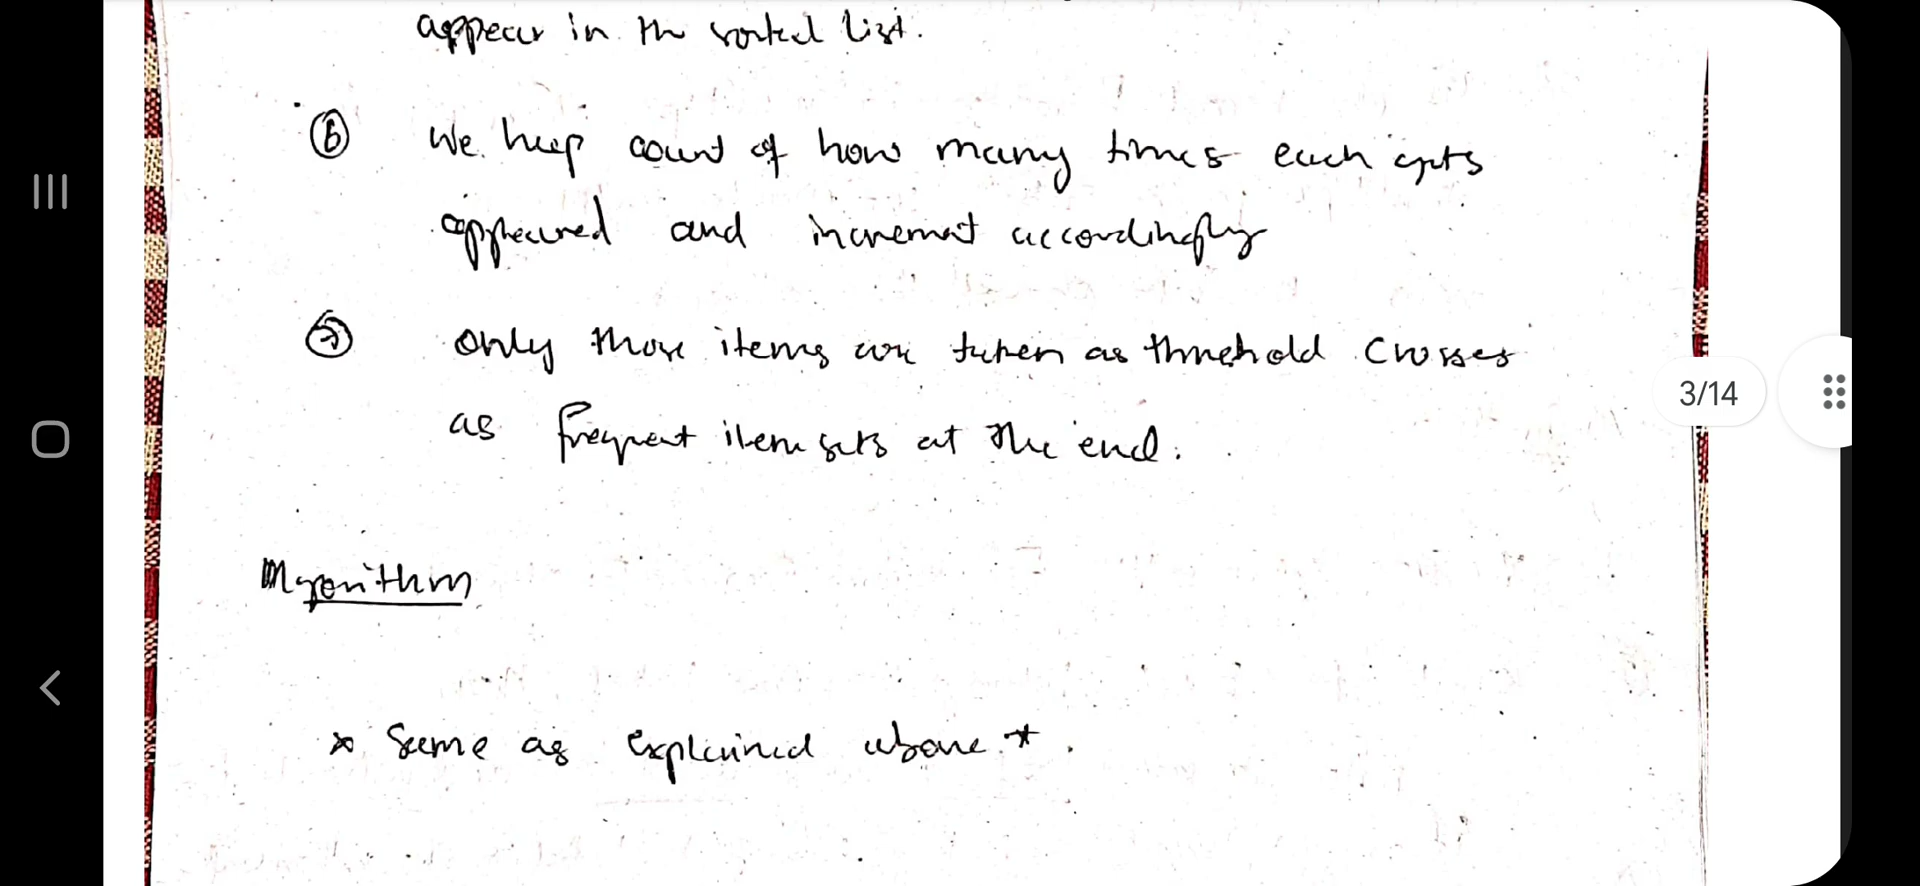 appear in the sorted list.
⑥ We keep count of how many times each gets
appeared and increment accordingly
⑦ Only those items are taken as threshold crosses
as frequent item sets at the end.
Algorithm
* Same as explained above *.
3/14